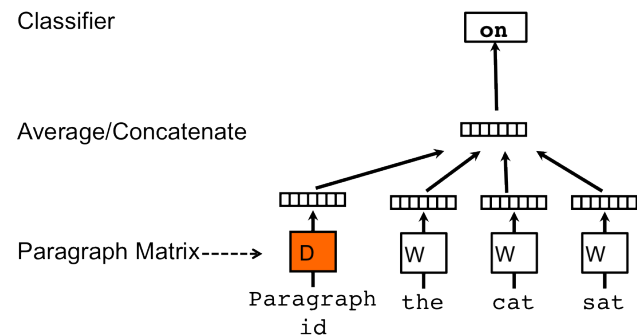 Classifier
on
Average/Concatenate
Paragraph Matrix
D
W
W
W
Paragraph
id
the
cat
sat